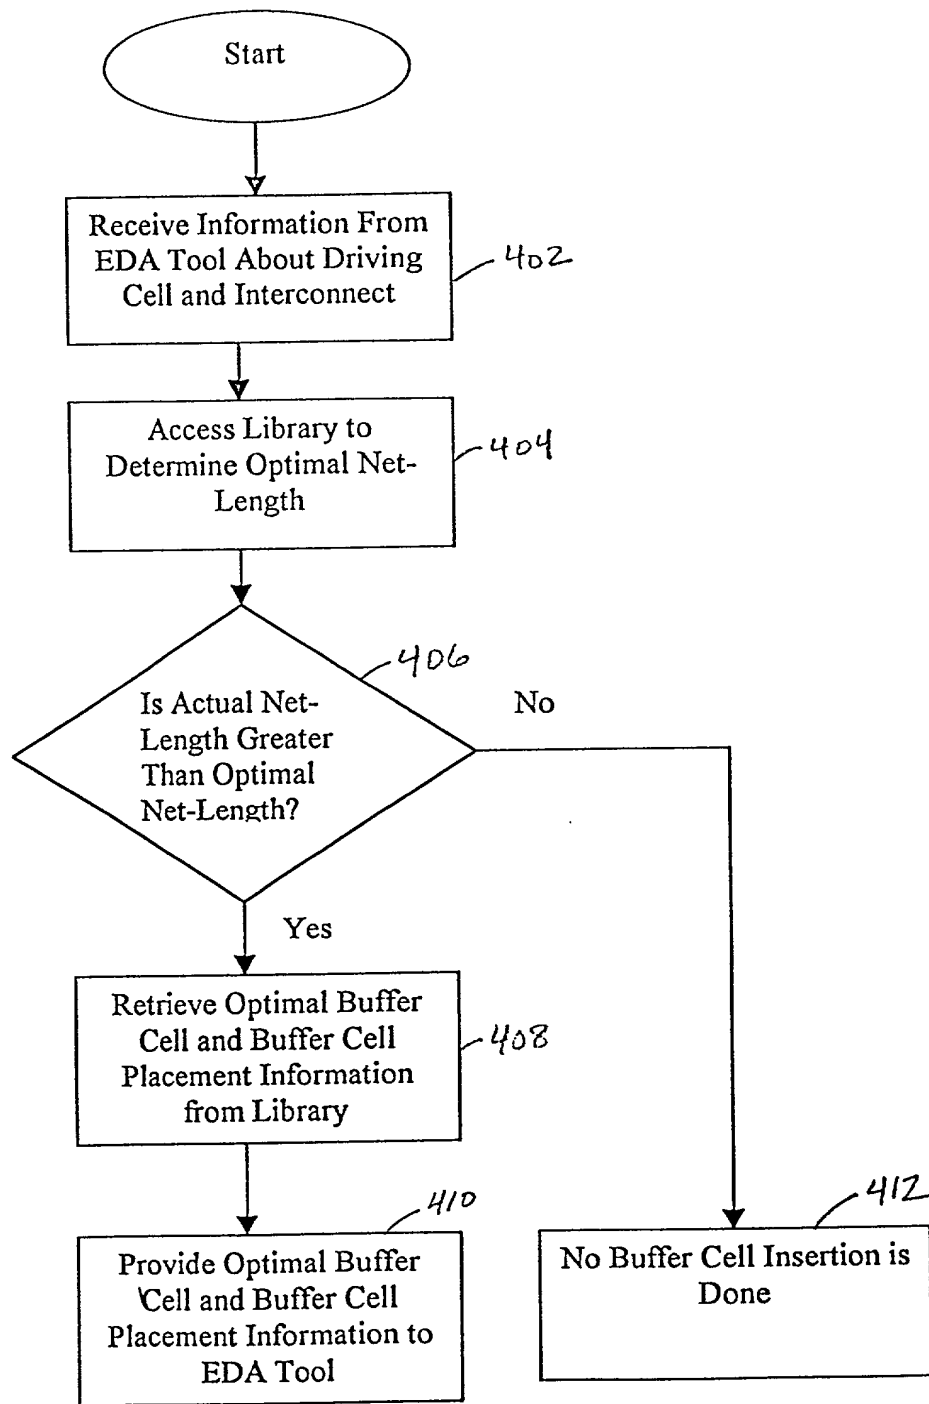 Start
Receive Information From
EDA Tool About Driving
Cell and Interconnect
402
Access Library to
Determine Optimal Net-
Length
404
406
Is Actual Net-
Length Greater
Than Optimal
Net-Length?
No
Yes
Retrieve Optimal Buffer
Cell and Buffer Cell
Placement Information
from Library
408
410
Provide Optimal Buffer
Cell and Buffer Cell
Placement Information to
EDA Tool
412
No Buffer Cell Insertion is
Done